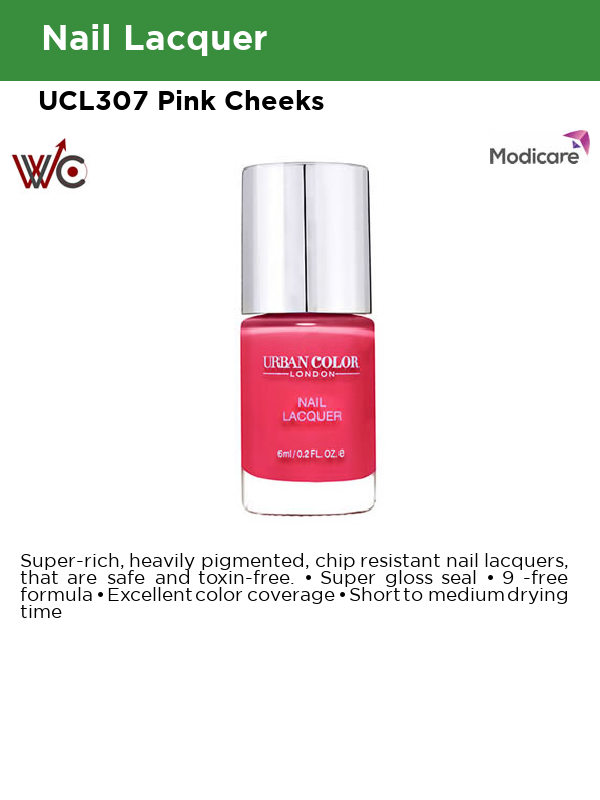 Nail Lacquer
UCL307 Pink Cheeks
WC
Modicare
URBAN COLOR
LONDON
NAIL
LACQUER
6ml/0.2 FL. OZ. e
Super-rich, heavily pigmented, chip resistant nail lacquers,
that are safe and toxin-free. • Super gloss seal • 9 -free
formula • Excellent color coverage • Short to medium drying
time